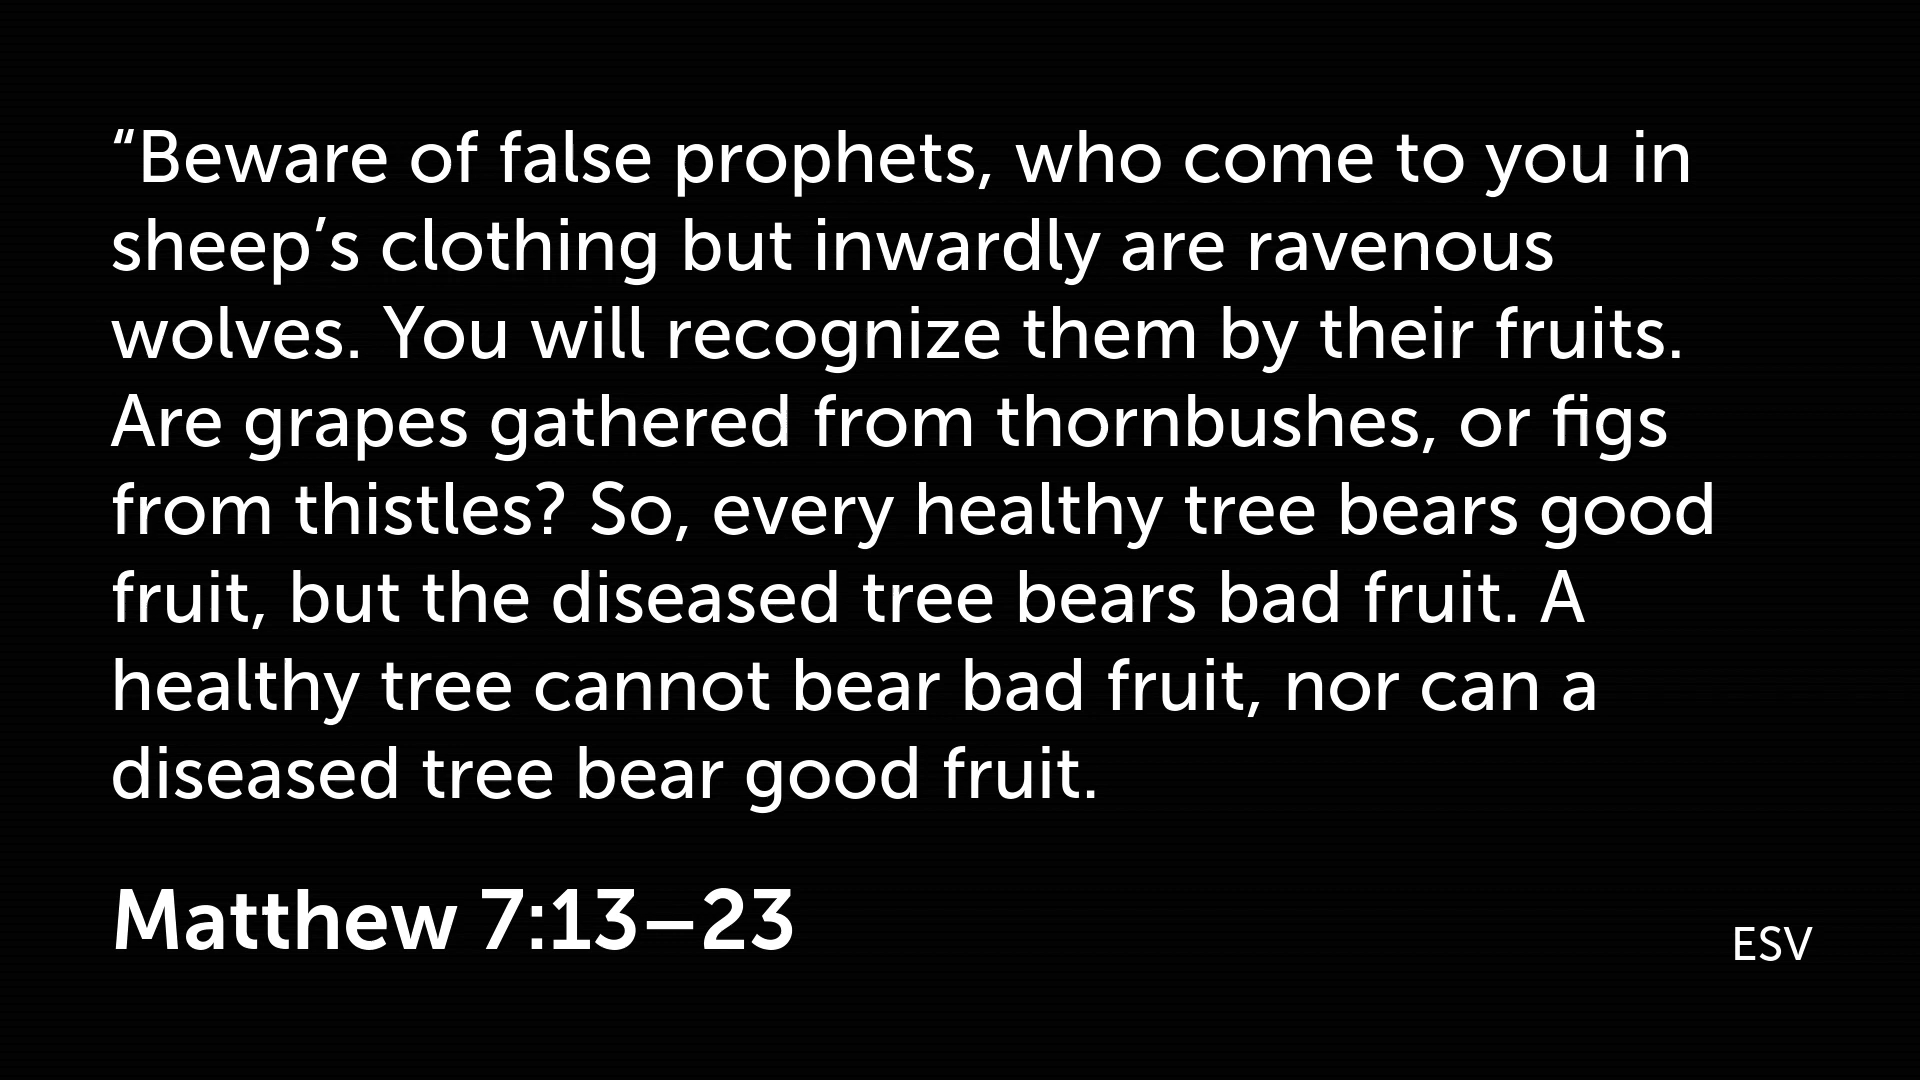 “Beware of false prophets, who come to you in
sheep’s clothing but inwardly are ravenous
wolves. You will recognize them by their fruits.
Are grapes gathered from thornbushes, or figs
from thistles? So, every healthy tree bears good
fruit, but the diseased tree bears bad fruit. A
healthy tree cannot bear bad fruit, nor can a
diseased tree bear good fruit.
Matthew 7:13–23
ESV